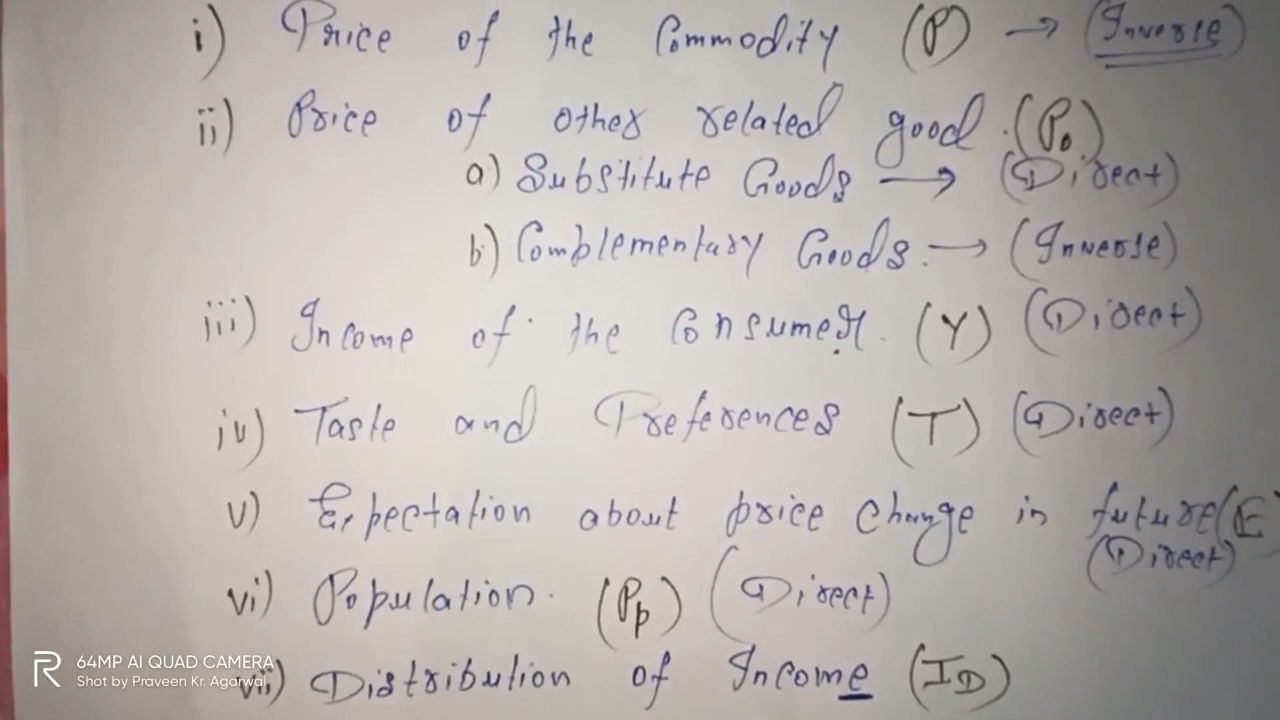 i) Price of the Commodity (P) → (Inverse)
ii) Price of other related good. (Po)
a) Substitute Goods → (Direct)
b) Complementary Goods. → (Inverse)
iii) Income of the Consumer. (Y) (Direct)
iv) Taste and Preferences (T) (Direct)
v) Expectation about price change in future (E)
(Direct)
vi) Population. (Pp) (Direct)
vii) Distribution of Income (ID)
64MP AI QUAD CAMERA
Shot by Praveen Kr. Agarwal